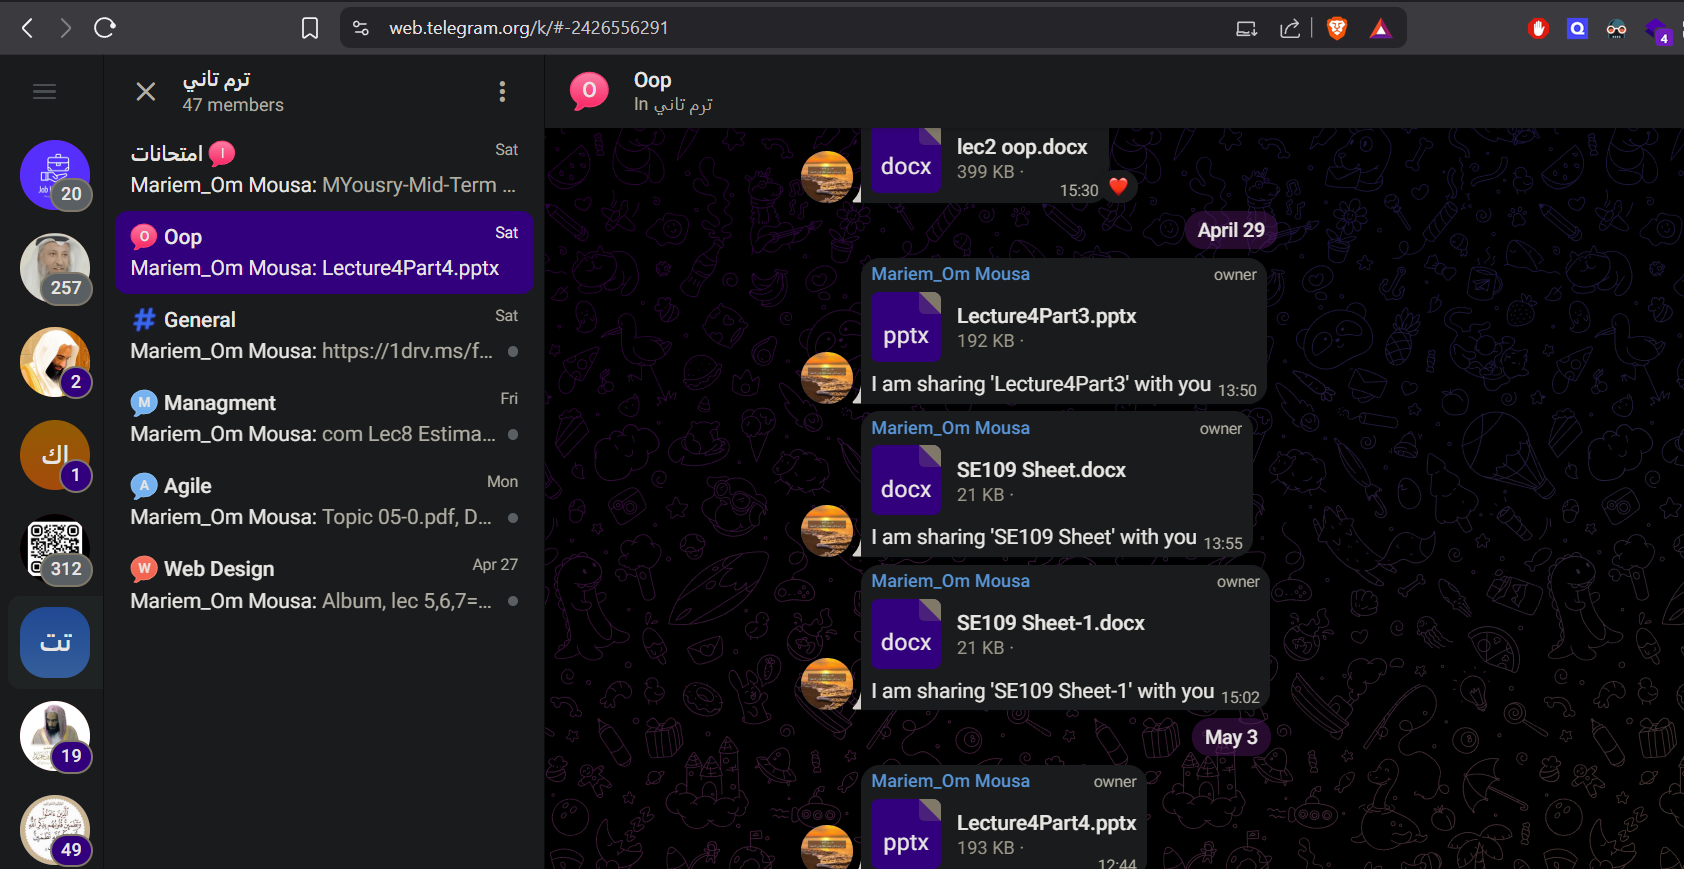 web.telegram.org/k/#-2426556291
4
ترم تاني
47 members
امتحانات
Sat
Mariem_Om Mousa: MYousry-Mid-Term ...
O Oop
Sat
Mariem_Om Mousa: Lecture4Part4.pptx
# General
Sat
Mariem_Om Mousa: https://1drv.ms/f...
M Managment
Fri
Mariem_Om Mousa: com Lec8 Estima...
A Agile
Mon
Mariem_Om Mousa: Topic 05-0.pdf, D...
W Web Design
Apr 27
Mariem_Om Mousa: Album, lec 5,6,7=...
20
257
2
اك
1
312
تت
19
49
O
Oop
In ترم تاني
docx
lec2 oop.docx
399 KB ·
15:30
April 29
Mariem_Om Mousa owner
pptx
Lecture4Part3.pptx
192 KB ·
I am sharing 'Lecture4Part3' with you 13:50
Mariem_Om Mousa owner
docx
SE109 Sheet.docx
21 KB ·
I am sharing 'SE109 Sheet' with you 13:55
Mariem_Om Mousa owner
docx
SE109 Sheet-1.docx
21 KB ·
I am sharing 'SE109 Sheet-1' with you 15:02
May 3
Mariem_Om Mousa owner
pptx
Lecture4Part4.pptx
193 KB ·
12:44